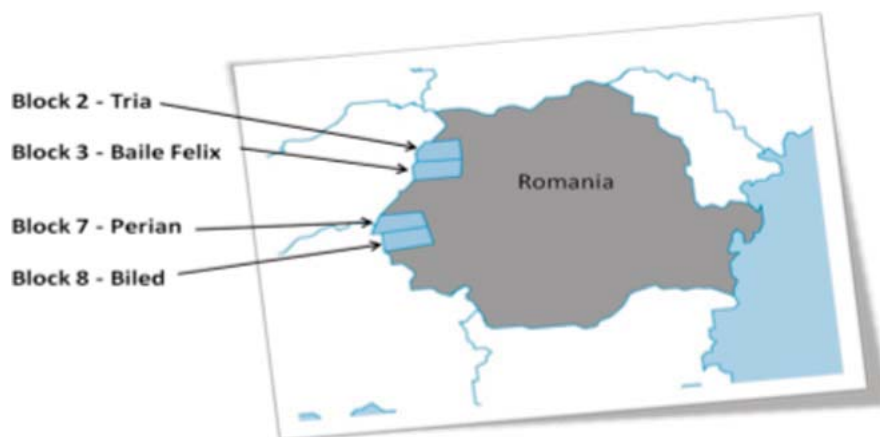 Block 2 - Tria
Block 3 - Baile Felix
Block 7 - Perian
Block 8 - Biled
Romania